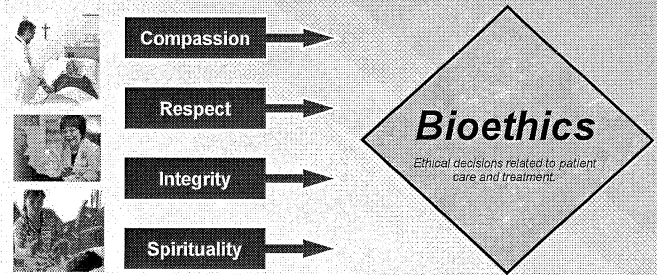 Compassion
Respect
Integrity
Spirituality
Bioethics
Ethical decisions related to patient
care and treatment.